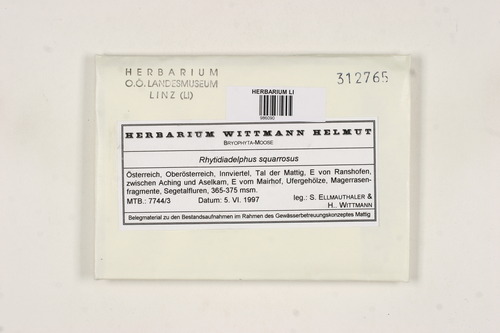 HERBARIUM
O.Ö. LANDESMUSEUM
LINZ (LI)
312765
HERBARIUM LI
HERBARIUM WITTMANN HELMUT
BRYOPHYTA-MOOSE
Rhytidiadelphus squarrosus
Österreich, Oberösterreich, Innviertel, Tal der Mattig, E von Ranshofen,
zwischen Aching und Aselkam, E vom Mairhof, Ufergehölze, Magerrasen-
fragmente, Segetalfluren, 365-375 msm.
MTB.: 7744/3 Datum: 5. VI. 1997 leg.: S. ELLMAUTHALER &
H.. WITTMANN
Belegmaterial zu den Bestandsaufnahmen im Rahmen des Gewässerbetreuungskonzeptes Mattig